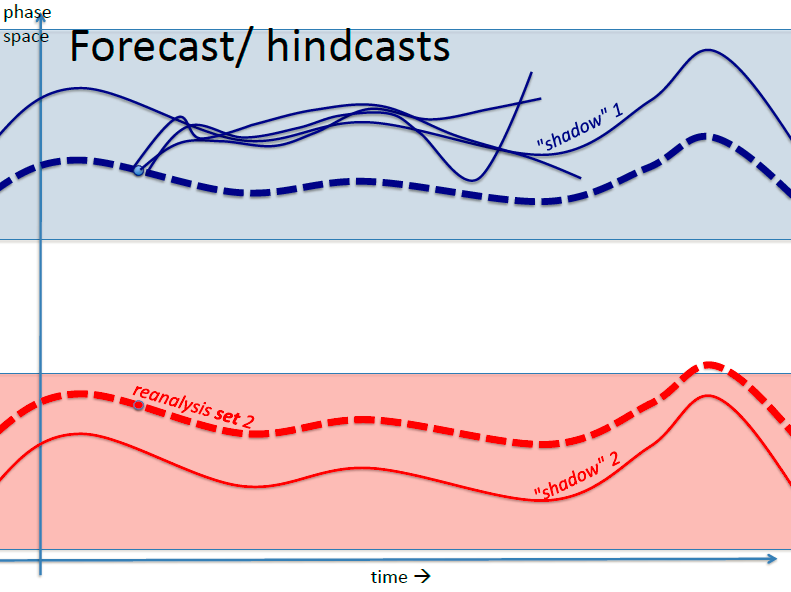 phase
space
Forecast/ hindcasts
"shadow" 1
reanalysis set 2
"shadow" 2
time →